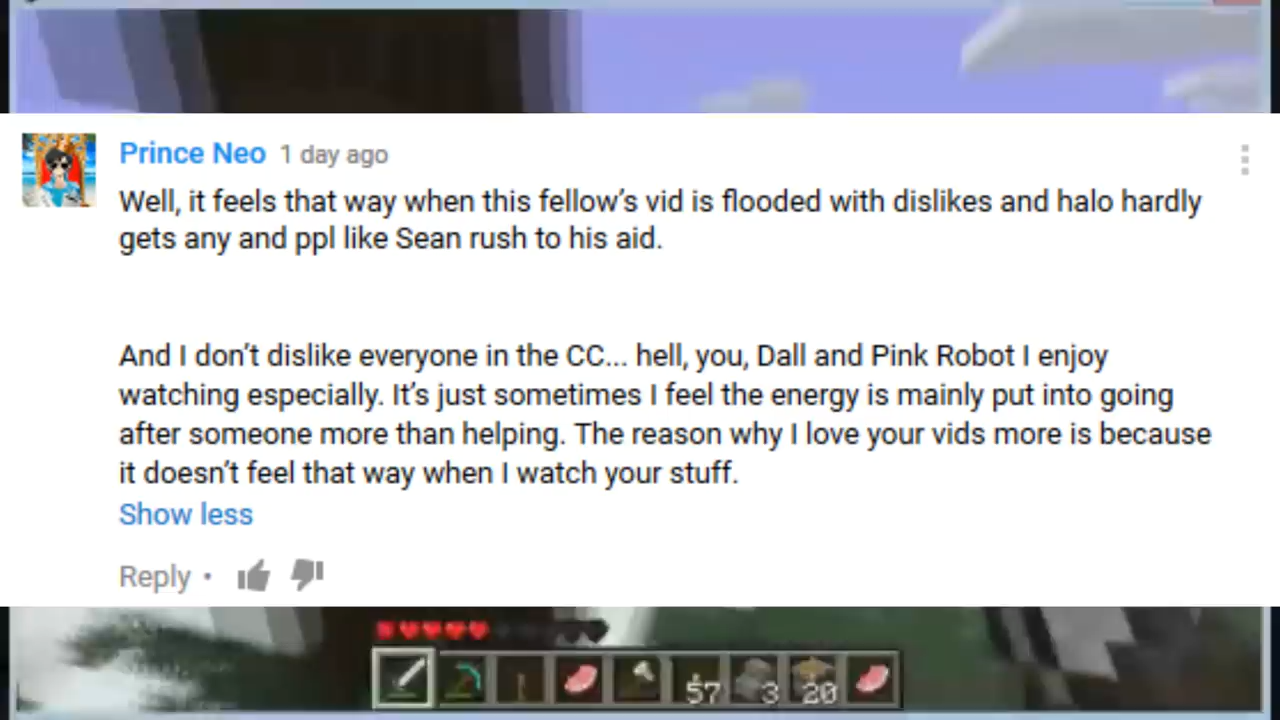 Prince Neo 1 day ago
Well, it feels that way when this fellow’s vid is flooded with dislikes and halo hardly
gets any and ppl like Sean rush to his aid.
And I don’t dislike everyone in the CC... hell, you, Dall and Pink Robot I enjoy
watching especially. It’s just sometimes I feel the energy is mainly put into going
after someone more than helping. The reason why I love your vids more is because
it doesn’t feel that way when I watch your stuff.
Show less
Reply •
57 3 20